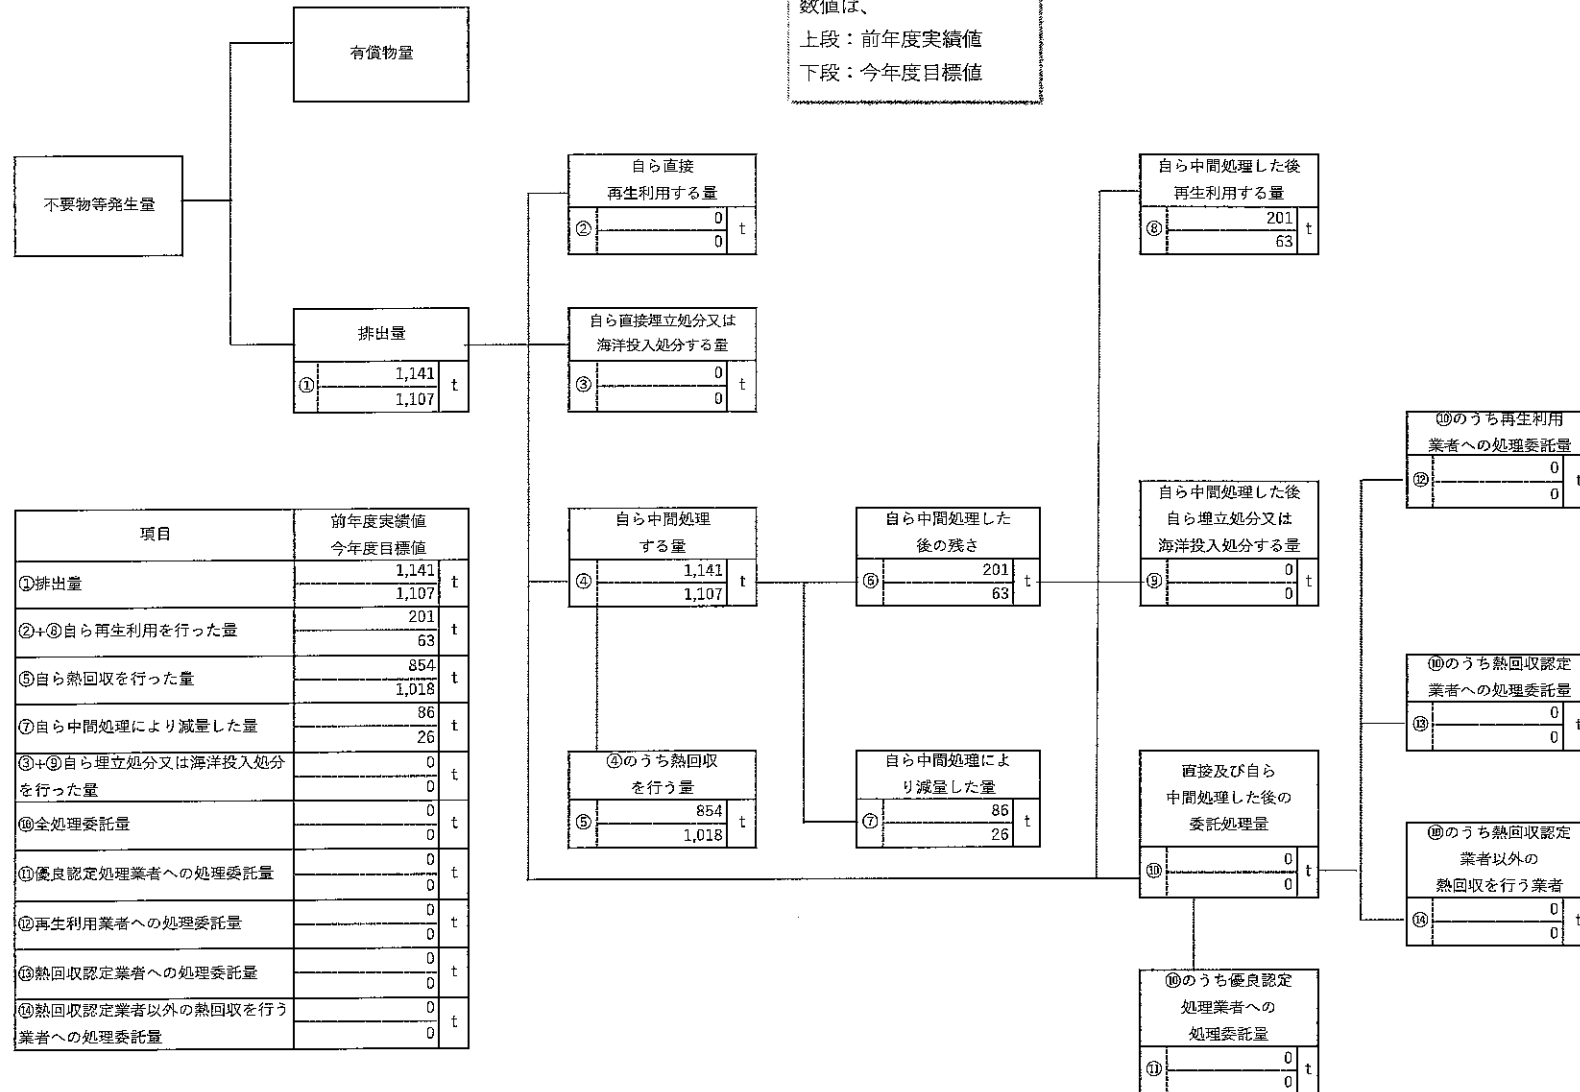 数値は、
上段：前年度実績値
下段：今年度目標値
有償物量
不要物等発生量
排出量
① 1,141 t
1,107
自ら直接
再生利用する量
② 0 t
0
自ら直接埋立処分又は
海洋投入処分する量
③ 0 t
0
自ら中間処理した後
再生利用する量
⑧ 201 t
63
自ら中間処理
する量
④ 1,141 t
1,107
自ら中間処理した
後の残さ
⑥ 201 t
63
自ら中間処理した後
自ら埋立処分又は
海洋投入処分する量
⑨ 0 t
0
④のうち熱回収
を行う量
⑤ 854 t
1,018
自ら中間処理によ
り減量した量
⑦ 86 t
26
直接及び自ら
中間処理した後の
委託処理量
⑩ 0 t
0
⑩のうち優良認定
処理業者への
処理委託量
⑪ 0 t
0
⑩のうち再生利用
業者への処理委託量
⑫ 0 t
0
⑩のうち熱回収認定
業者への処理委託量
⑬ 0 t
0
⑩のうち熱回収認定
業者以外の
熱回収を行う業者
⑭ 0 t
0
項目 前年度実績値
今年度目標値
①排出量 1,141 t
1,107
②+⑧自ら再生利用を行った量 201 t
63
⑤自ら熱回収を行った量 854 t
1,018
⑦自ら中間処理により減量した量 86 t
26
③+⑨自ら埋立処分又は海洋投入処分 0 t
を行った量 0
⑩全処理委託量 0 t
0
⑪優良認定処理業者への処理委託量 0 t
0
⑫再生利用業者への処理委託量 0 t
0
⑬熱回収認定業者への処理委託量 0 t
0
⑭熱回収認定業者以外の熱回収を行う 0 t
業者への処理委託量 0